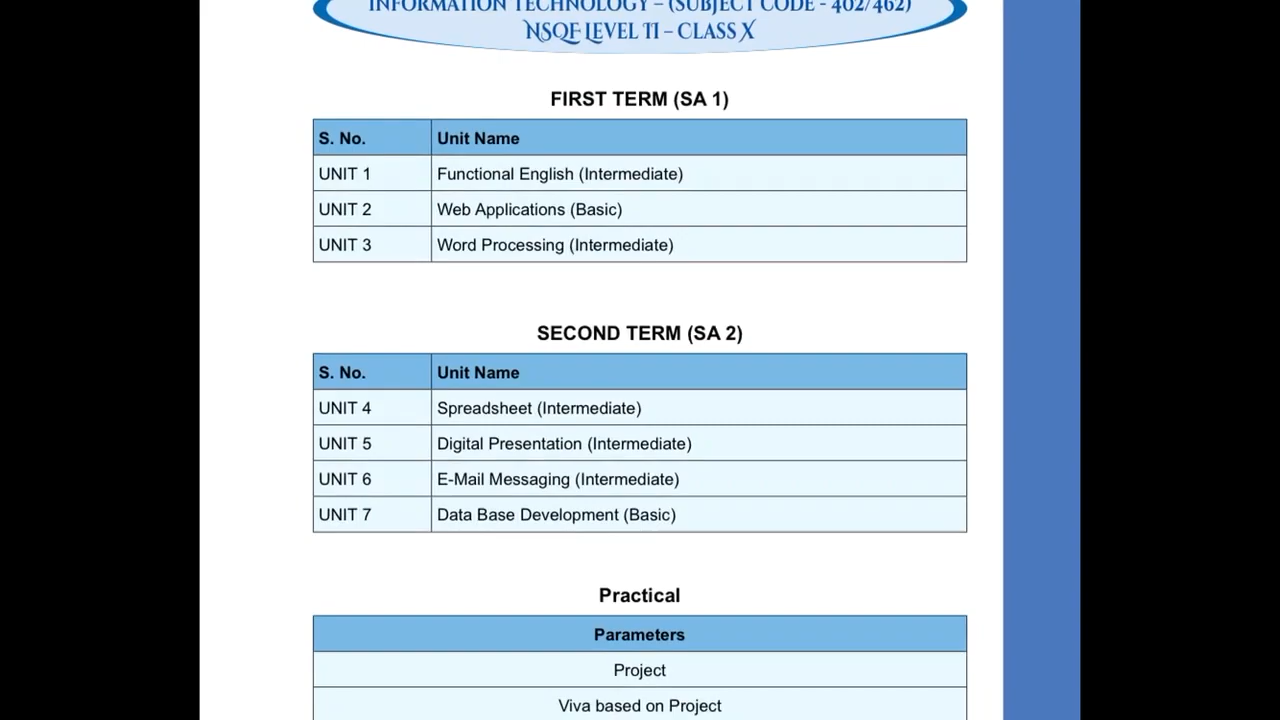 INFORMATION TECHNOLOGY – (SUBJECT CODE - 402/462)
NSQF LEVEL II – CLASS X
FIRST TERM (SA 1)
S. No. Unit Name
UNIT 1 Functional English (Intermediate)
UNIT 2 Web Applications (Basic)
UNIT 3 Word Processing (Intermediate)
SECOND TERM (SA 2)
S. No. Unit Name
UNIT 4 Spreadsheet (Intermediate)
UNIT 5 Digital Presentation (Intermediate)
UNIT 6 E-Mail Messaging (Intermediate)
UNIT 7 Data Base Development (Basic)
Practical
Parameters
Project
Viva based on Project